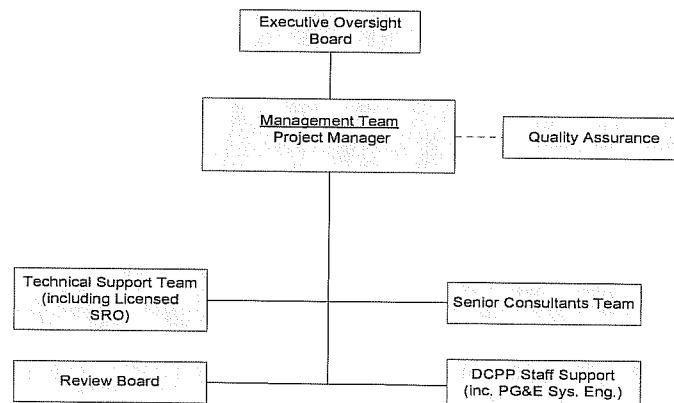 Executive Oversight
Board
Management Team
Project Manager
Quality Assurance
Technical Support Team
(including Licensed
SRO)
Senior Consultants Team
Review Board
DCPP Staff Support
(inc. PG&E Sys. Eng.)